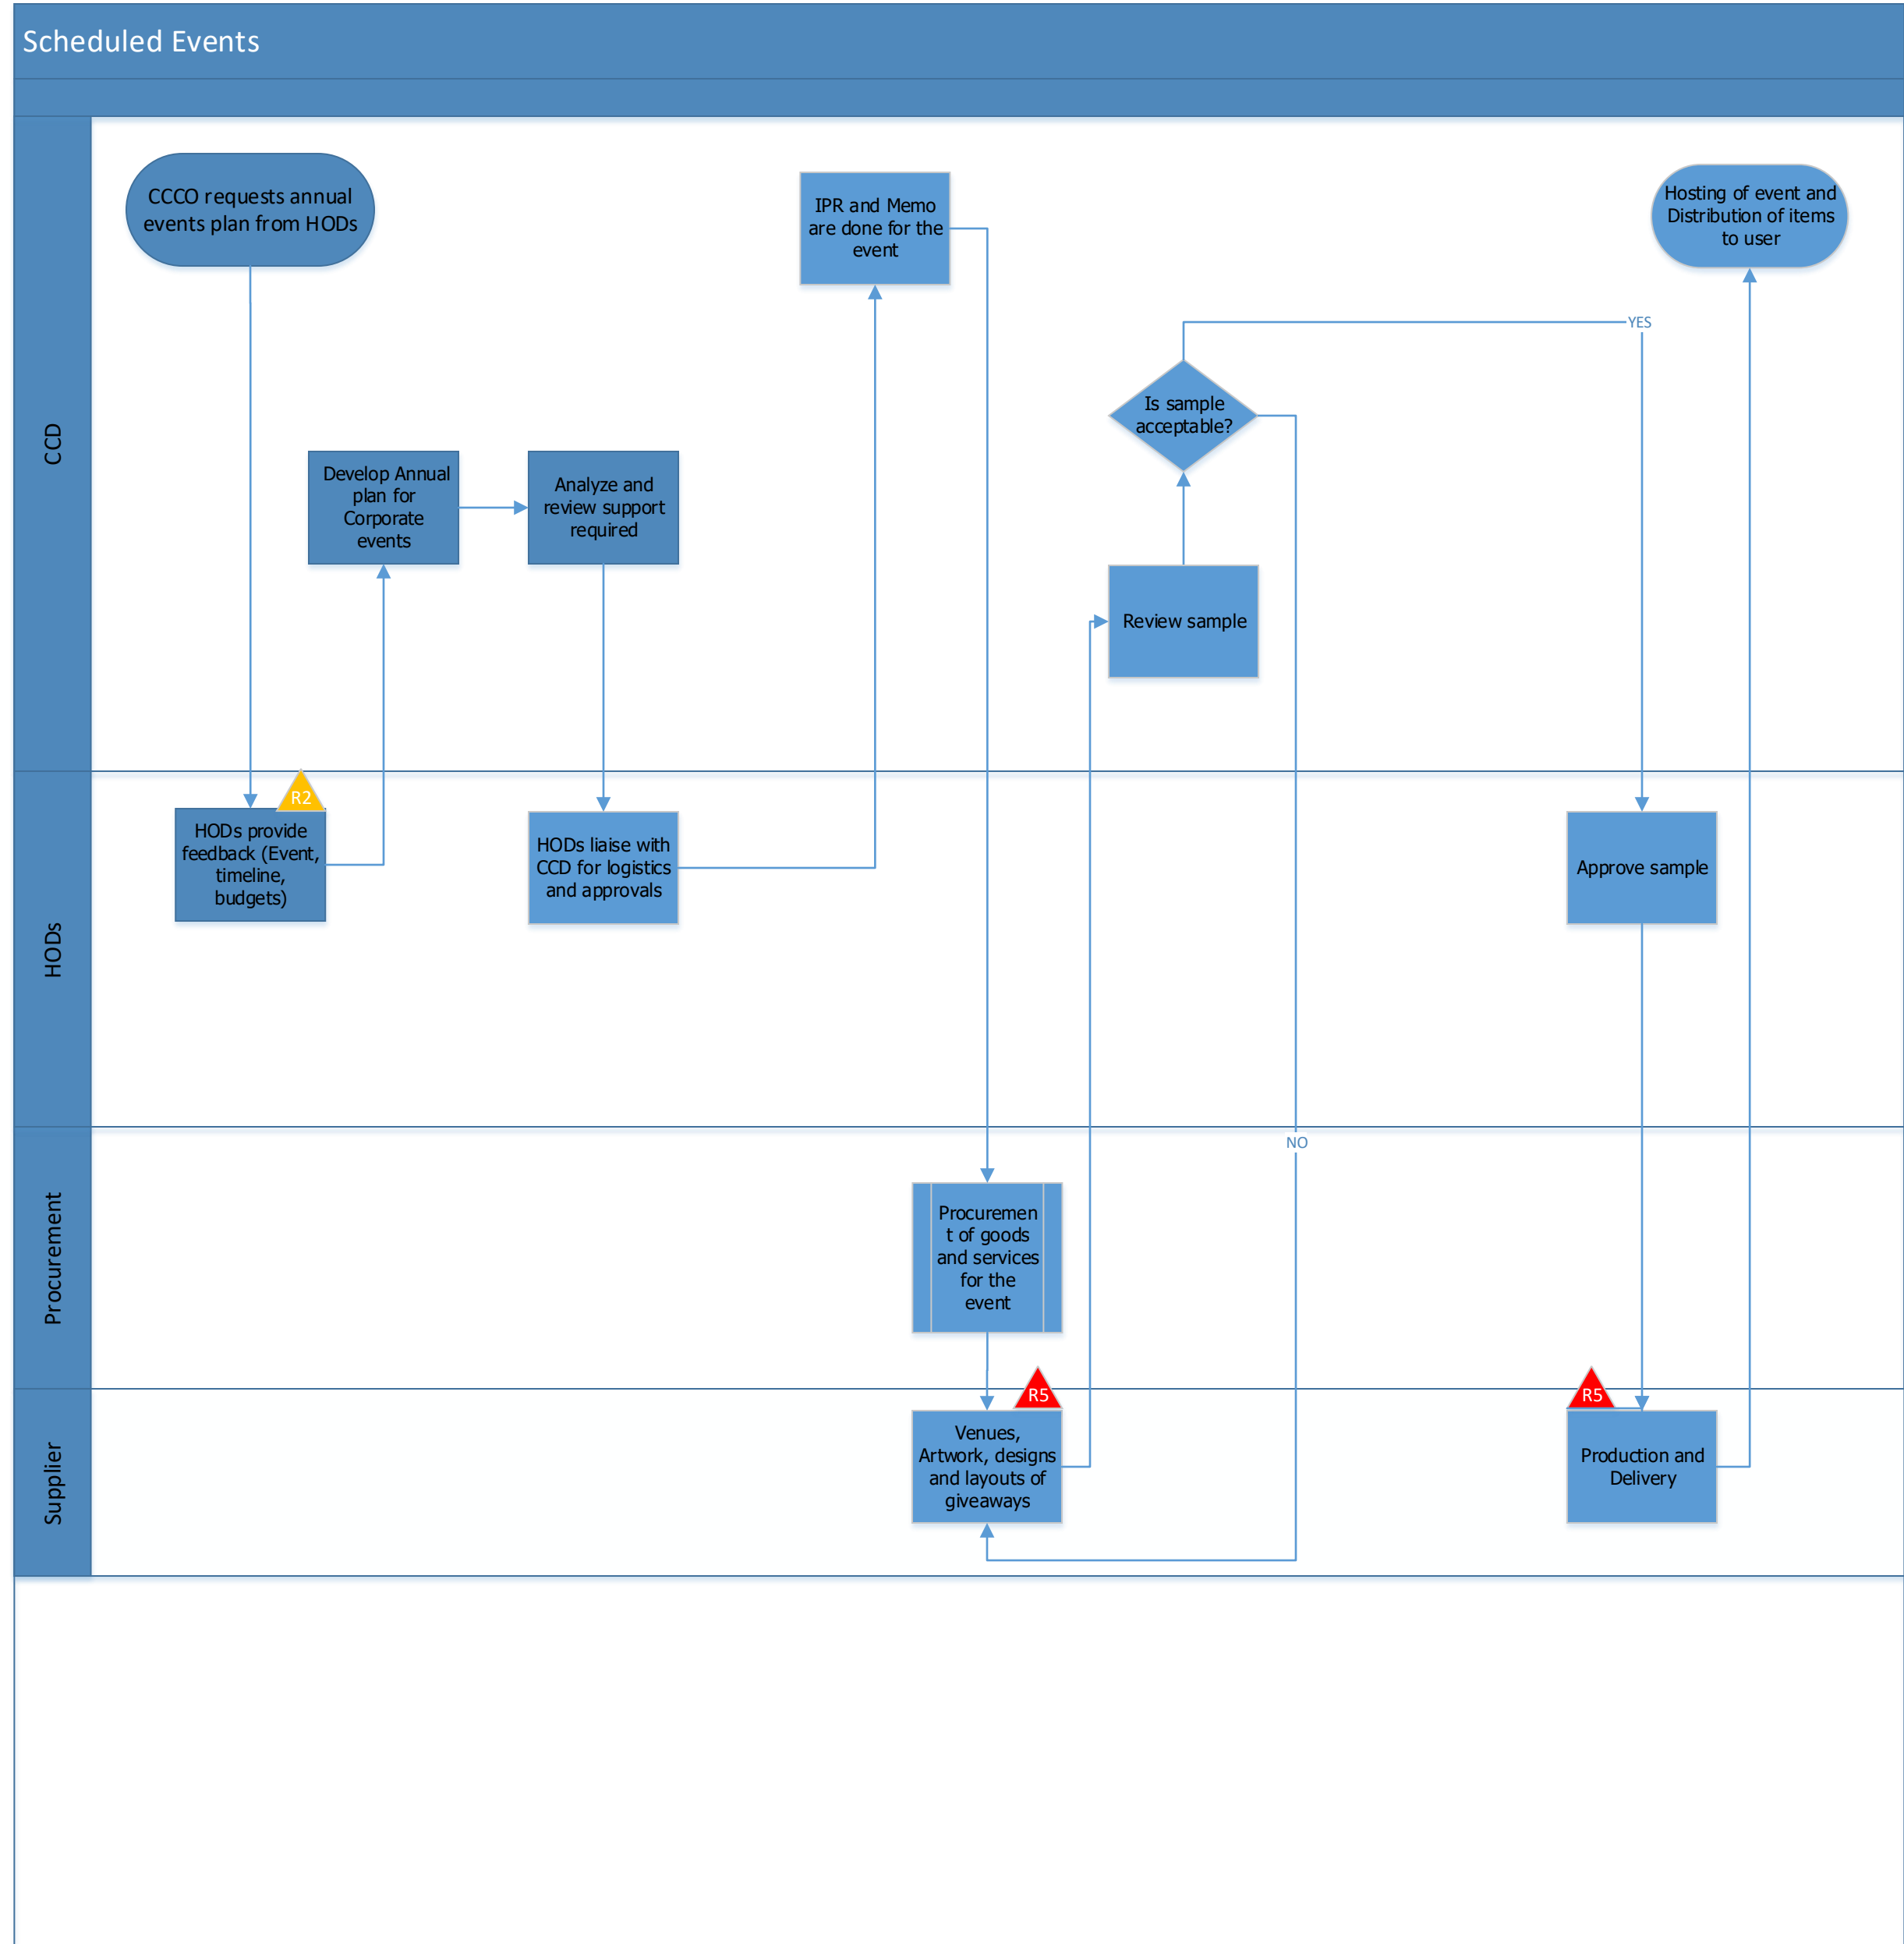 Scheduled Events
CCD
CCCO requests annual
events plan from HODs
IPR and Memo
are done for the
event
Hosting of event and
Distribution of items
to user
YES
Is sample
acceptable?
Develop Annual
plan for
Corporate
events
Analyze and
review support
required
Review sample
HODs
R2
HODs provide
feedback (Event,
timeline,
budgets)
HODs liaise with
CCD for logistics
and approvals
Approve sample
Procurement
NO
Procuremen
t of goods
and services
for the
event
Supplier
R5
Venues,
Artwork, designs
and layouts of
giveaways
R5
Production and
Delivery